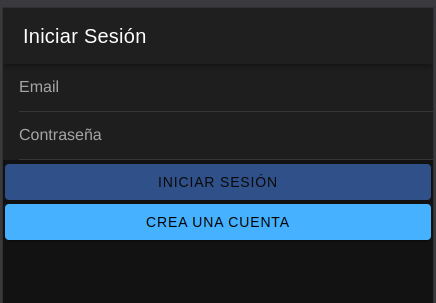 Iniciar Sesión
Email
Contraseña
INICIAR SESIÓN
CREA UNA CUENTA